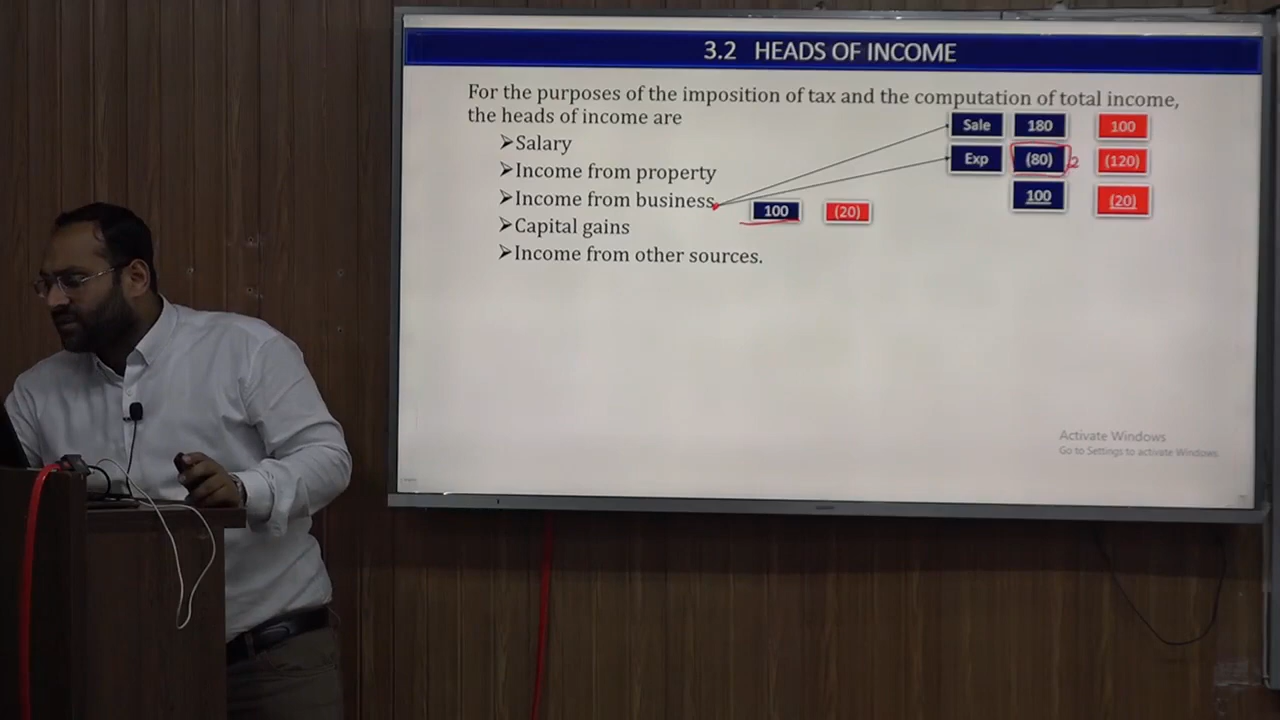 3.2 HEADS OF INCOME
For the purposes of the imposition of tax and the computation of total income,
the heads of income are
➢Salary
➢Income from property
➢Income from business
➢Capital gains
➢Income from other sources.
Sale 180 100
Exp (80) 2 (120)
100 (20)
100 (20)
Activate Windows
Go to Settings to activate Windows.